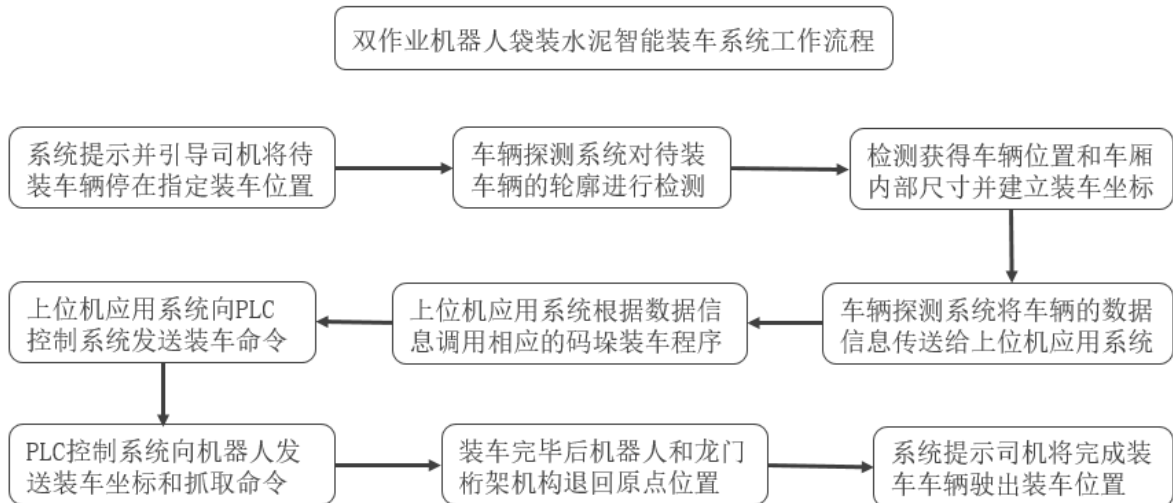 双作业机器人袋装水泥智能装车系统工作流程
系统提示并引导司机将待
装车辆停在指定装车位置
车辆探测系统对待装
车辆的轮廓进行检测
检测获得车辆位置和车厢
内部尺寸并建立装车坐标
车辆探测系统将车辆的数据
信息传送给上位机应用系统
上位机应用系统根据数据信
息调用相应的码垛装车程序
上位机应用系统向PLC
控制系统发送装车命令
PLC控制系统向机器人发
送装车坐标和抓取命令
装车完毕后机器人和龙门
桁架机构退回原点位置
系统提示司机将完成装
车车辆驶出装车位置